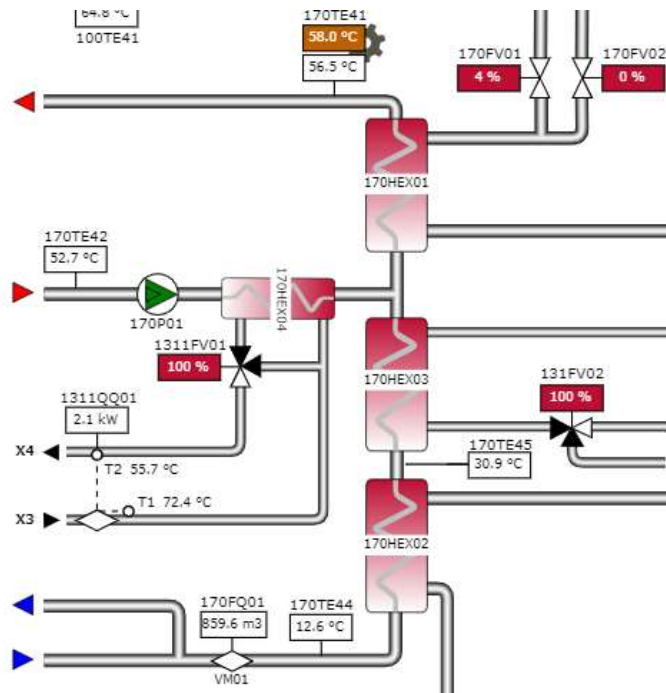 64.8 °C
100TE41
170TE41
58.0 °C
56.5 °C
170FV01
4 %
170FV02
0 %
170HEX01
170TE42
52.7 °C
170P01
170HEX04
1311FV01
100 %
170HEX03
131FV02
100 %
1311QQ01
2.1 kW
X4
T2 55.7 °C
170TE45
30.9 °C
T1 72.4 °C
X3
170HEX02
170FQ01
859.6 m3
VM01
170TE44
12.6 °C